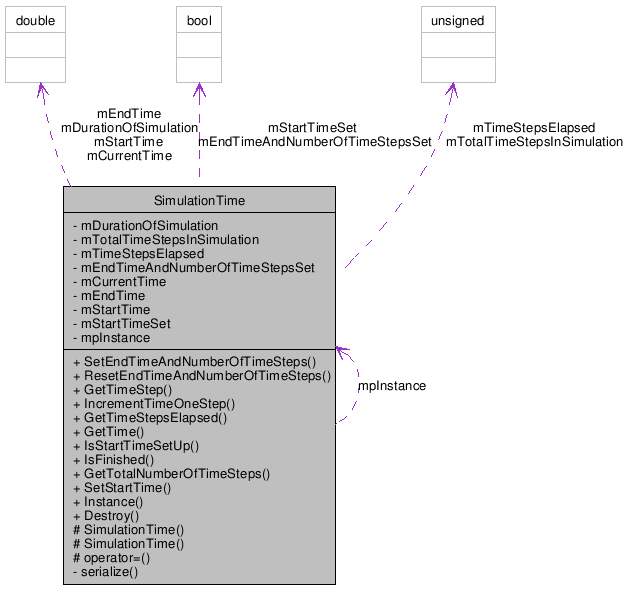 double
bool
unsigned
mEndTime
mDurationOfSimulation
mStartTime
mCurrentTime
mStartTimeSet
mEndTimeAndNumberOfTimeStepsSet
mTimeStepsElapsed
mTotalTimeStepsInSimulation
SimulationTime
- mDurationOfSimulation
- mTotalTimeStepsInSimulation
- mTimeStepsElapsed
- mEndTimeAndNumberOfTimeStepsSet
- mCurrentTime
- mEndTime
- mStartTime
- mStartTimeSet
- mpInstance
+ SetEndTimeAndNumberOfTimeSteps()
+ ResetEndTimeAndNumberOfTimeSteps()
+ GetTimeStep()
+ IncrementTimeOneStep()
+ GetTimeStepsElapsed()
+ GetTime()
+ IsStartTimeSetUp()
+ IsFinished()
+ GetTotalNumberOfTimeSteps()
+ SetStartTime()
+ Instance()
+ Destroy()
# SimulationTime()
# SimulationTime()
# operator=()
- serialize()
mpInstance